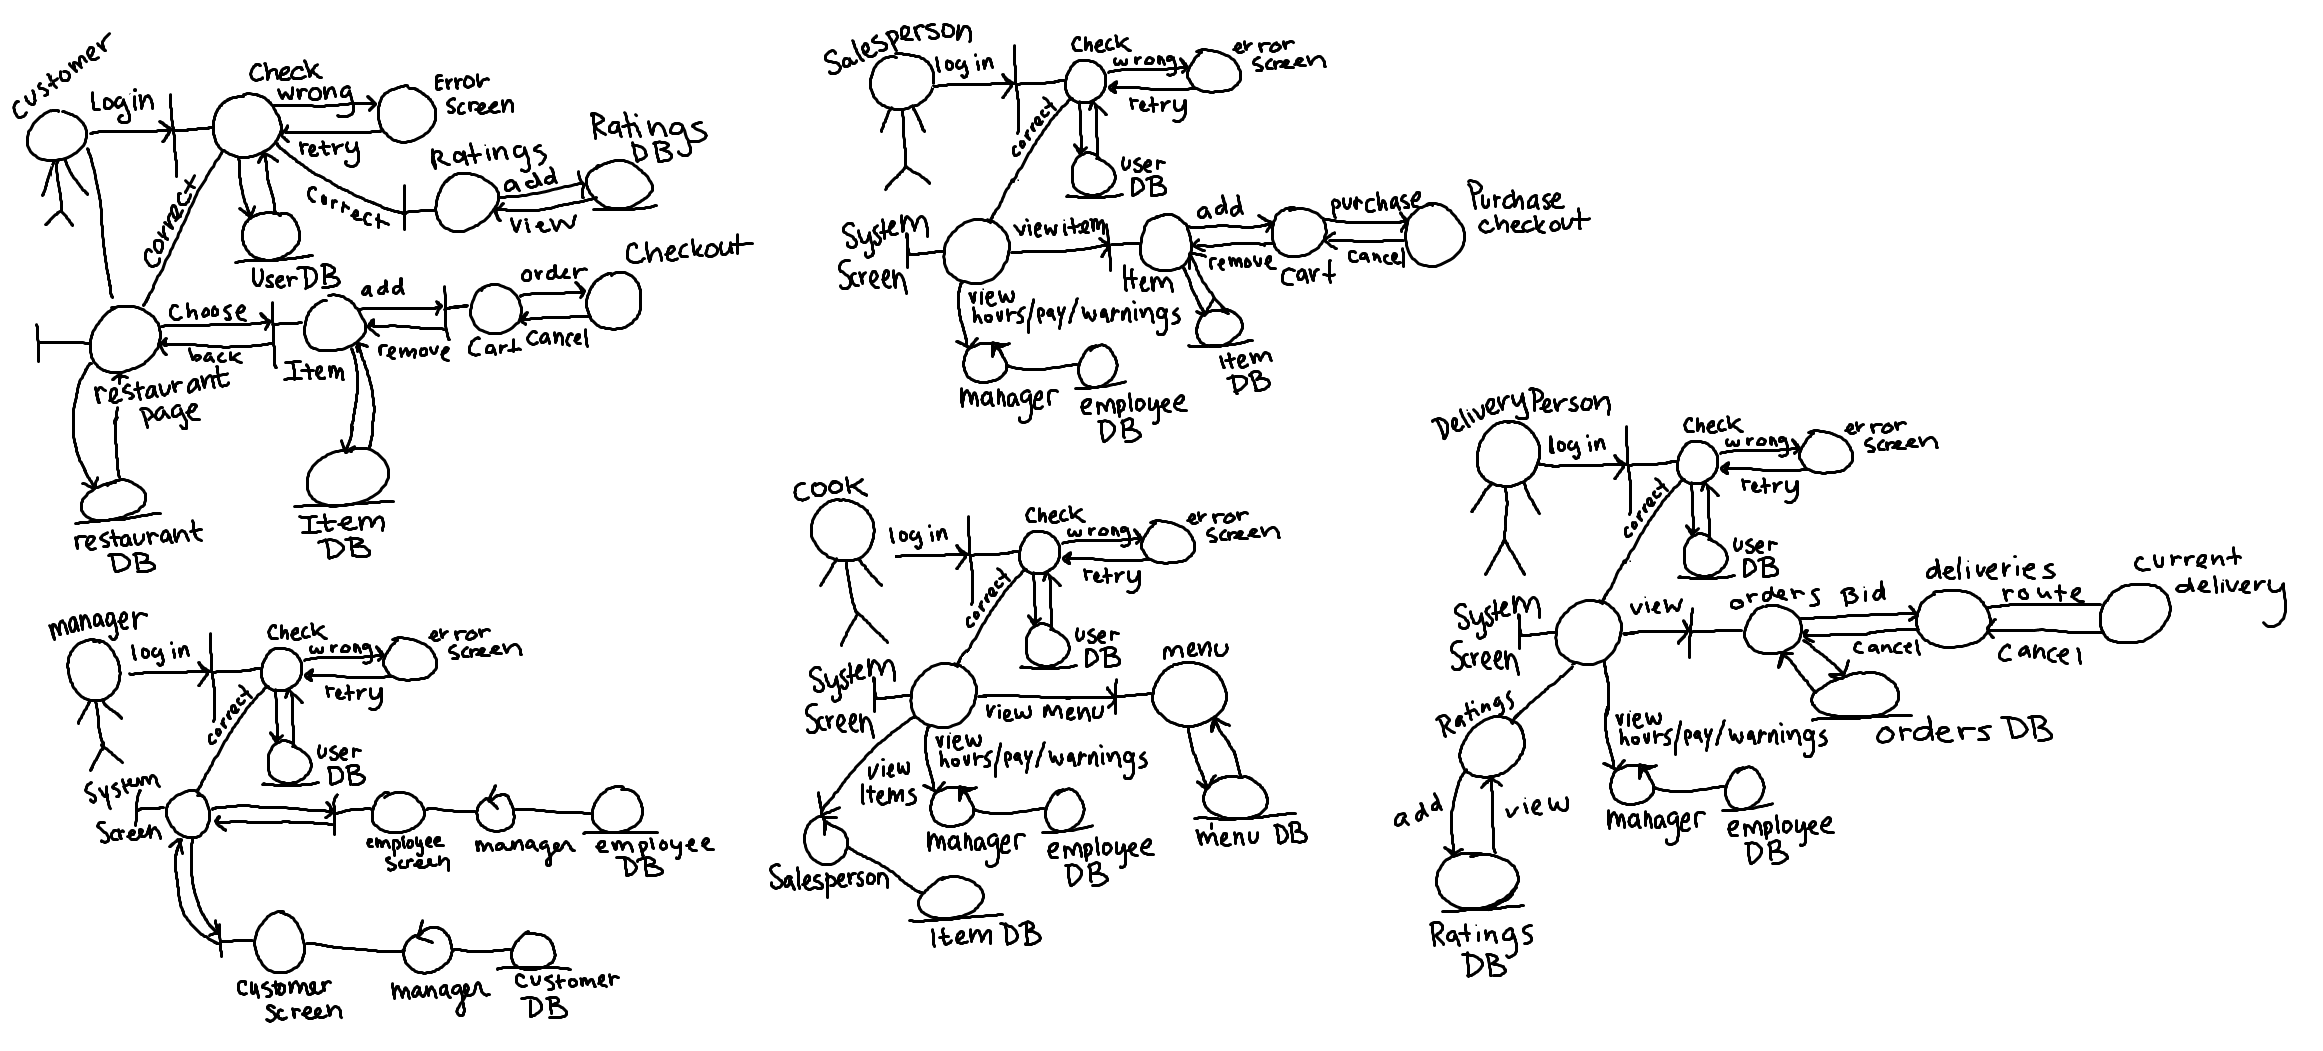 Customer
Login
Check
wrong
retry
Error
Screen
Correct
Ratings
add
view
Ratings
DB
User DB
Correct
restaurant
page
Choose
back
Item
add
remove
Cart
order
Cancel
Checkout
restaurant
DB
Item
DB
Salesperson
log in
Check
wrong
retry
error
Screen
correct
user
DB
System
Screen
view item
Item
add
remove
Cart
purchase
cancel
Purchase
checkout
view
hours/pay/warnings
manager
employee
DB
Item
DB
manager
log in
Check
wrong
retry
error
Screen
correct
user
DB
System
Screen
employee
Screen
manager
employee
DB
customer
Screen
manager
customer
DB
Cook
log in
Check
wrong
retry
error
Screen
correct
user
DB
System
Screen
view Menu
menu
menu DB
view
hours/pay/warnings
manager
employee
DB
view
Items
Salesperson
Item DB
DeliveryPerson
log in
Check
wrong
retry
error
Screen
correct
user
DB
System
Screen
view
orders
Bid
cancel
deliveries
route
Cancel
current
delivery
orders DB
view
hours/pay/warnings
manager
employee
DB
Ratings
add
view
Ratings
DB